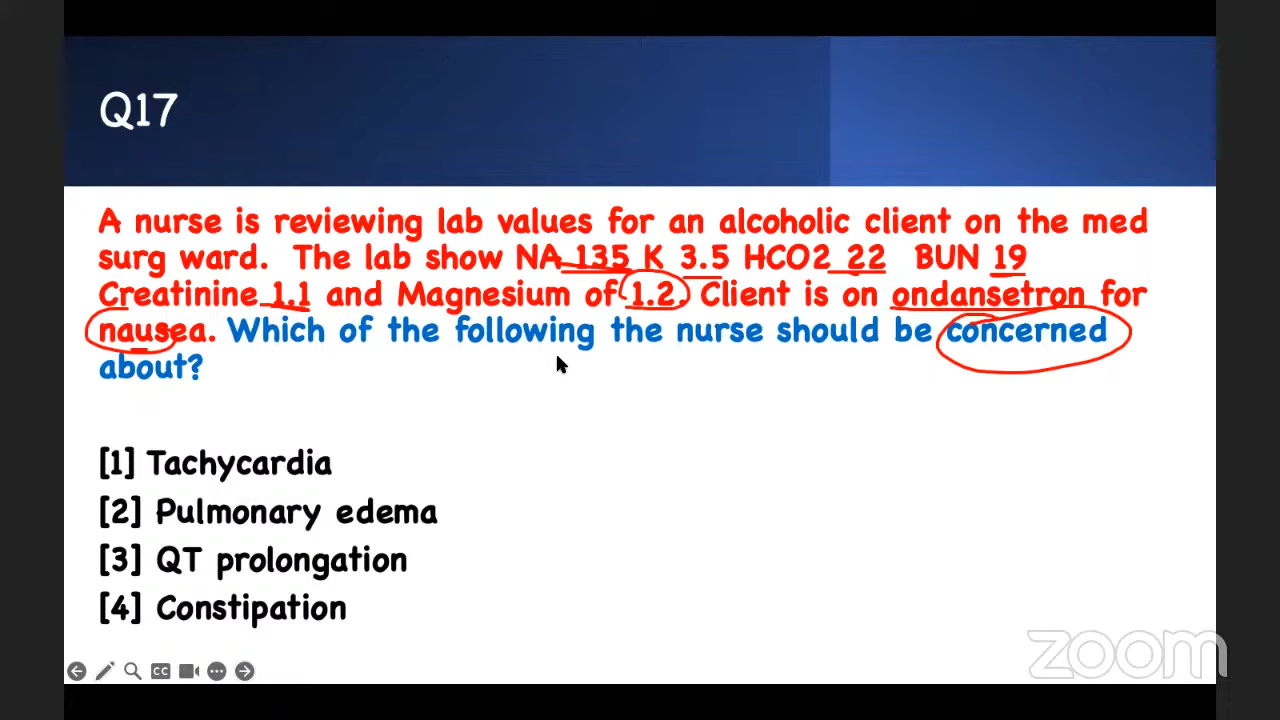 Q17
A nurse is reviewing lab values for an alcoholic client on the med
surg ward. The lab show NA 135 K 3.5 HCO2 22 BUN 19
Creatinine 1.1 and Magnesium of 1.2. Client is on ondansetron for
nausea. Which of the following the nurse should be concerned
about?
[1] Tachycardia
[2] Pulmonary edema
[3] QT prolongation
[4] Constipation
CC
zoom